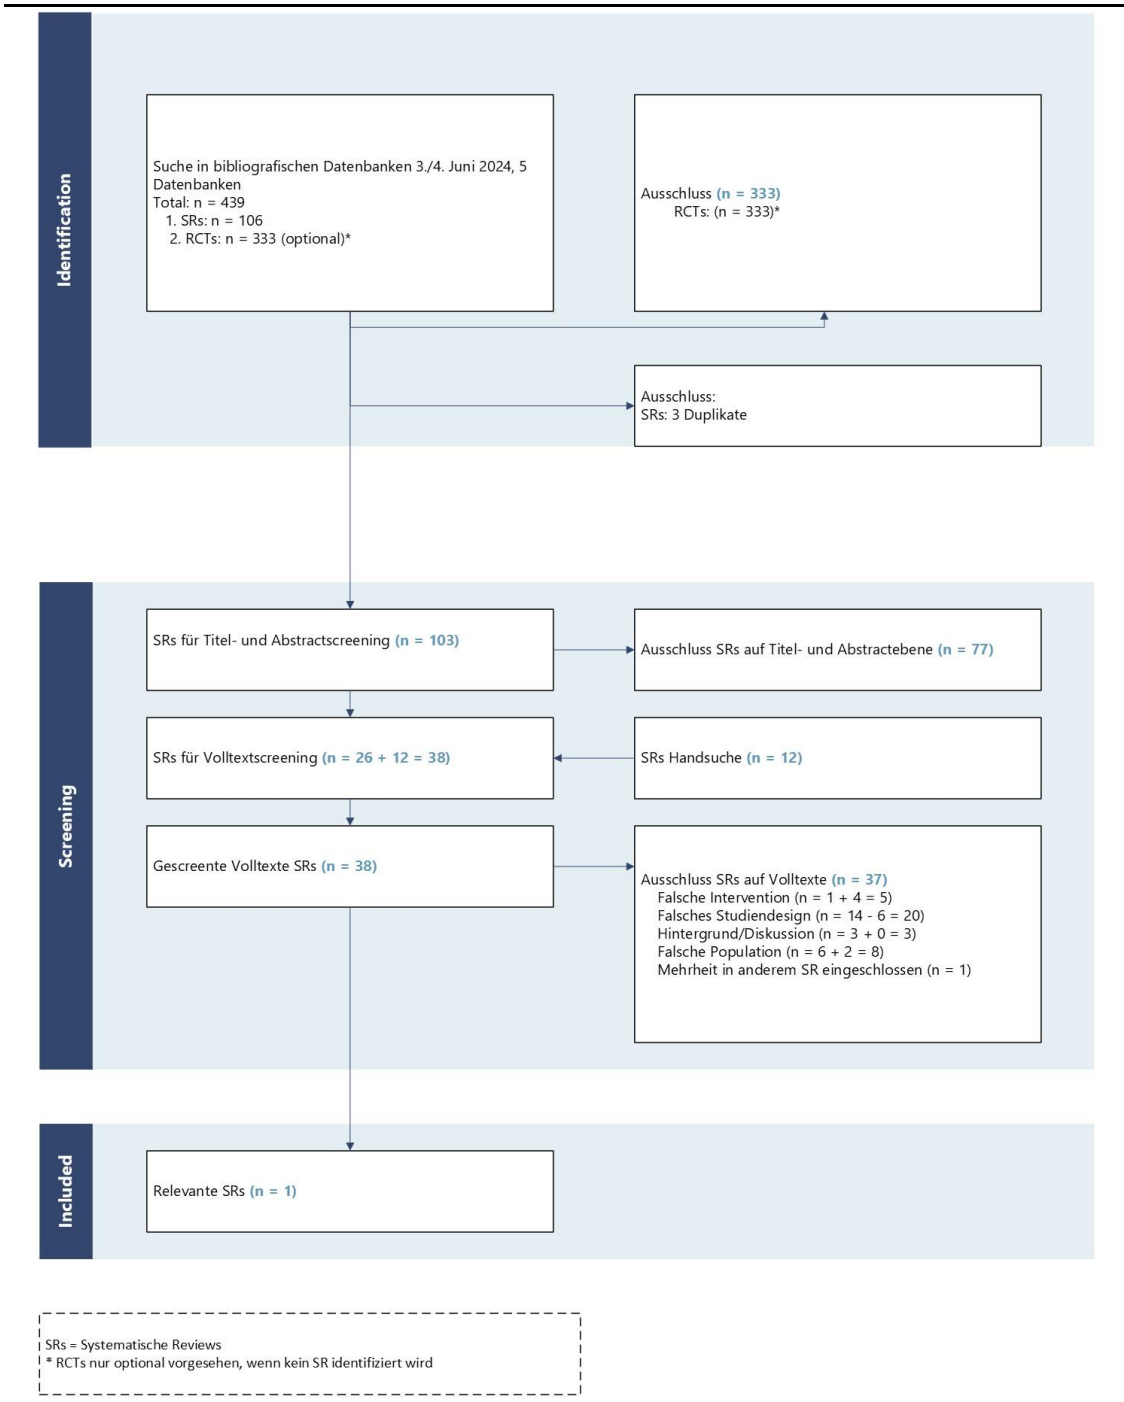 Identification
Suche in bibliografischen Datenbanken 3./4. Juni 2024, 5
Datenbanken
Total: n = 439
1. SRs: n = 106
2. RCTs: n = 333 (optional)*
Ausschluss (n = 333)
RCTs: (n = 333)*
Ausschluss:
SRs: 3 Duplikate
Screening
SRs für Titel- und Abstractscreening (n = 103)
Ausschluss SRs auf Titel- und Abstractebene (n = 77)
SRs für Volltextscreening (n = 26 + 12 = 38)
SRs Handsuche (n = 12)
Gescreente Volltexte SRs (n = 38)
Ausschluss SRs auf Volltexte (n = 37)
Falsche Intervention (n = 1 + 4 = 5)
Falsches Studiendesign (n = 14 - 6 = 20)
Hintergrund/Diskussion (n = 3 + 0 = 3)
Falsche Population (n = 6 + 2 = 8)
Mehrheit in anderem SR eingeschlossen (n = 1)
Included
Relevante SRs (n = 1)
SRs = Systematische Reviews
* RCTs nur optional vorgesehen, wenn kein SR identifiziert wird